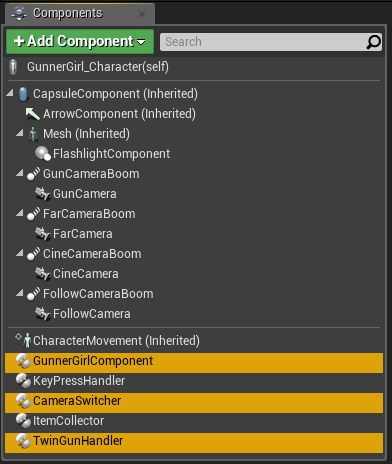 Components
+ Add Component
Search
GunnerGirl_Character(self)
CapsuleComponent (Inherited)
ArrowComponent (Inherited)
Mesh (Inherited)
FlashlightComponent
GunCameraBoom
GunCamera
FarCameraBoom
FarCamera
CineCameraBoom
CineCamera
FollowCameraBoom
FollowCamera
CharacterMovement (Inherited)
GunnerGirlComponent
KeyPressHandler
CameraSwitcher
ItemCollector
TwinGunHandler